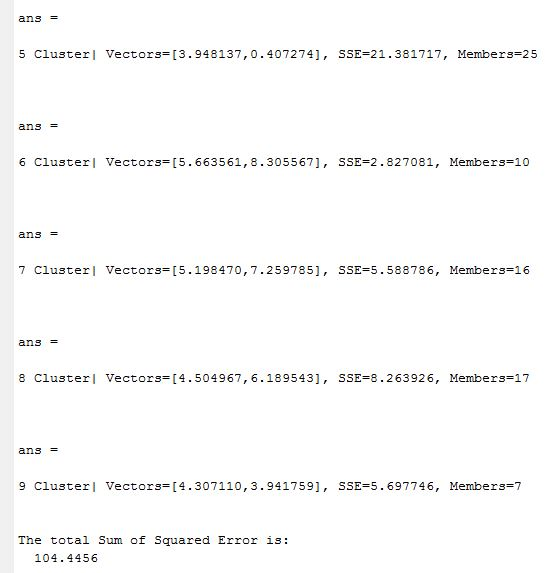 ans =
5 Cluster| Vectors=[3.948137,0.407274], SSE=21.381717, Members=25
ans =
6 Cluster| Vectors=[5.663561,8.305567], SSE=2.827081, Members=10
ans =
7 Cluster| Vectors=[5.198470,7.259785], SSE=5.588786, Members=16
ans =
8 Cluster| Vectors=[4.504967,6.189543], SSE=8.263926, Members=17
ans =
9 Cluster| Vectors=[4.307110,3.941759], SSE=5.697746, Members=7
The total Sum of Squared Error is:
104.4456